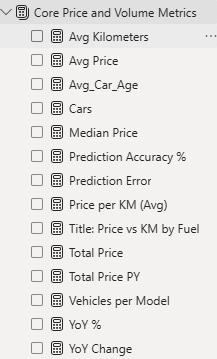 Core Price and Volume Metrics
Avg Kilometers
Avg Price
Avg_Car_Age
Cars
Median Price
Prediction Accuracy %
Prediction Error
Price per KM (Avg)
Title: Price vs KM by Fuel
Total Price
Total Price PY
Vehicles per Model
YoY %
YoY Change